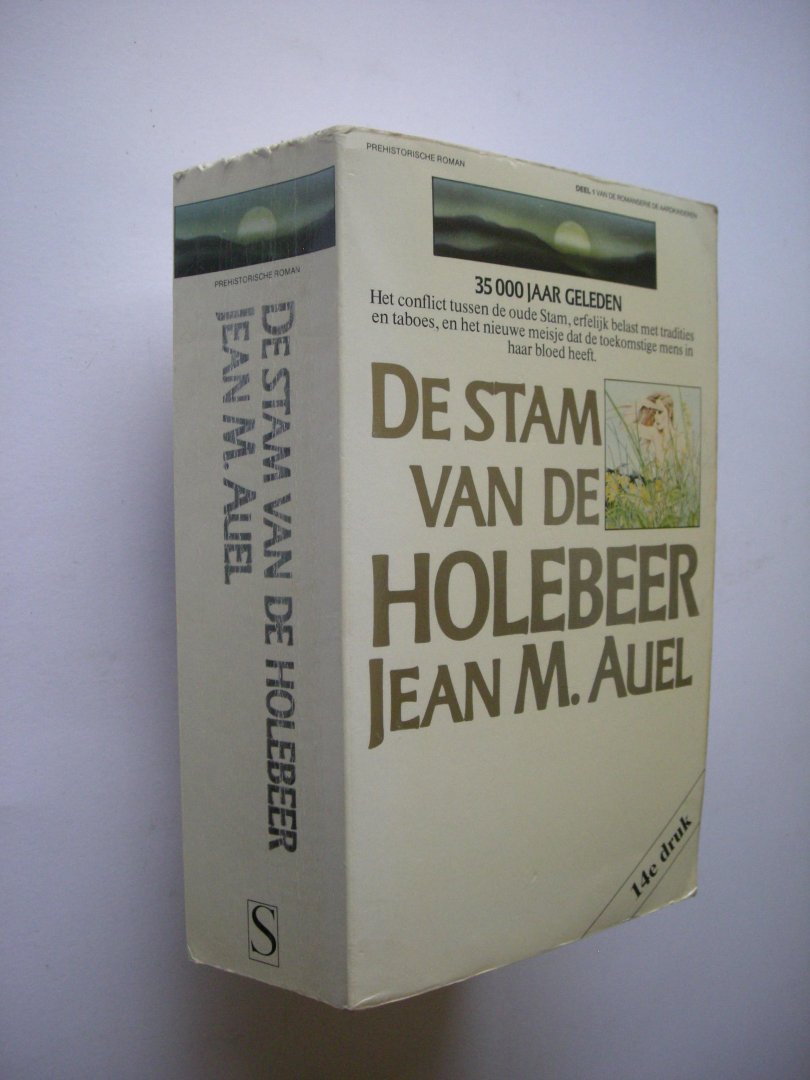 PREHISTORISCHE ROMAN
DE STAM VAN DE HOLEBEER
JEAN M. AUEL
S
PREHISTORISCHE ROMAN
DEEL 1 VAN DE ROMANSERIE DE AARDKINDEREN
35 000 JAAR GELEDEN
Het conflict tussen de oude Stam, erfelijk belast met tradities
en taboes, en het nieuwe meisje dat de toekomstige mens in
haar bloed heeft.
DE STAM
VAN DE
HOLEBEER
JEAN M. AUEL
14e druk